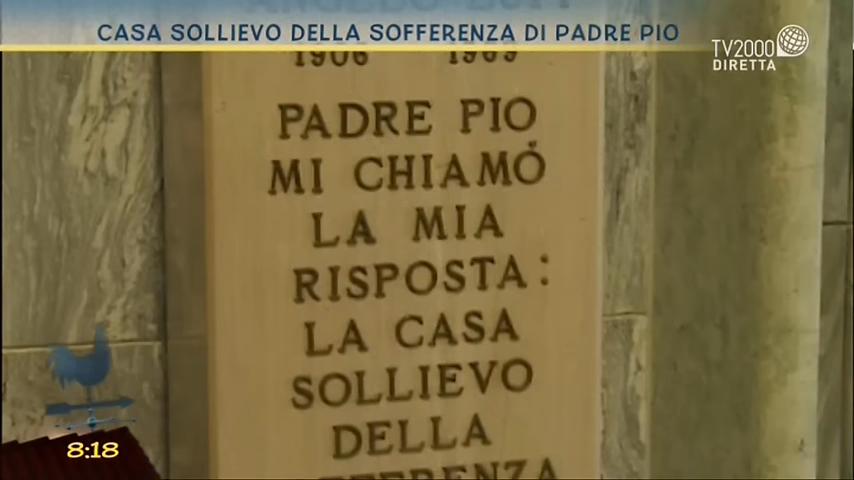 CASA SOLLIEVO DELLA SOFFERENZA DI PADRE PIO
TV2000
DIRETTA
1906 1969
PADRE PIO
MI CHIAMÒ
LA MIA
RISPOSTA:
LA CASA
SOLLIEVO
DELLA
SOFFERENZA
8:18